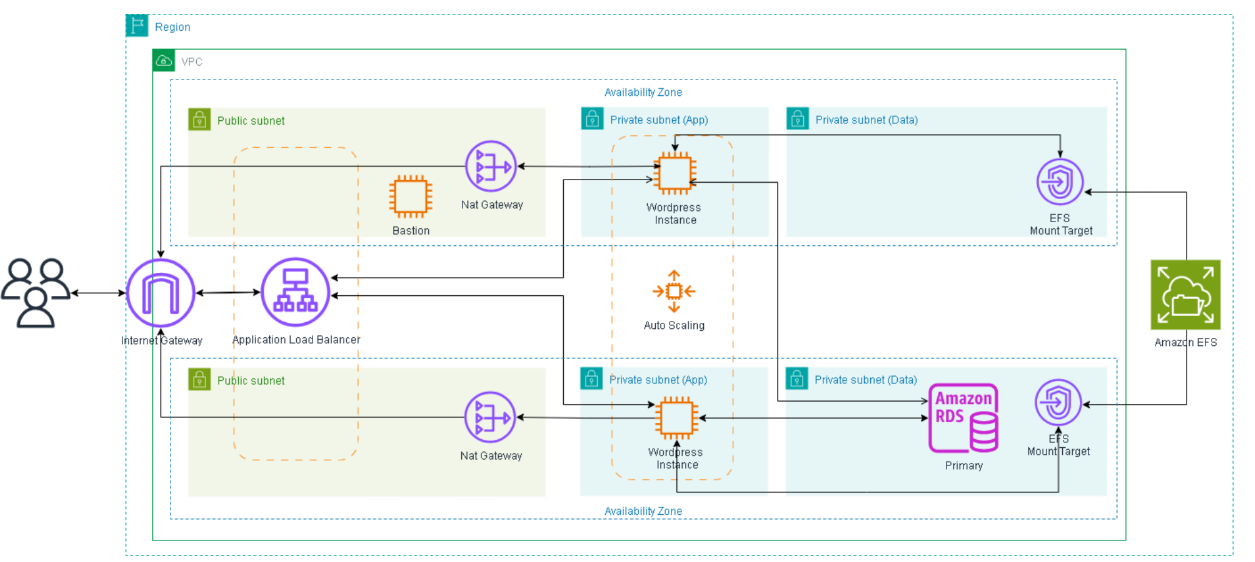 Region
VPC
Availability Zone
Public subnet
Private subnet (App)
Private subnet (Data)
Nat Gateway
Bastion
Wordpress
Instance
EFS
Mount Target
Internet Gateway
Application Load Balancer
Auto Scaling
Amazon EFS
Public subnet
Private subnet (App)
Private subnet (Data)
Amazon
RDS
Nat Gateway
Wordpress
Instance
Primary
EFS
Mount Target
Availability Zone